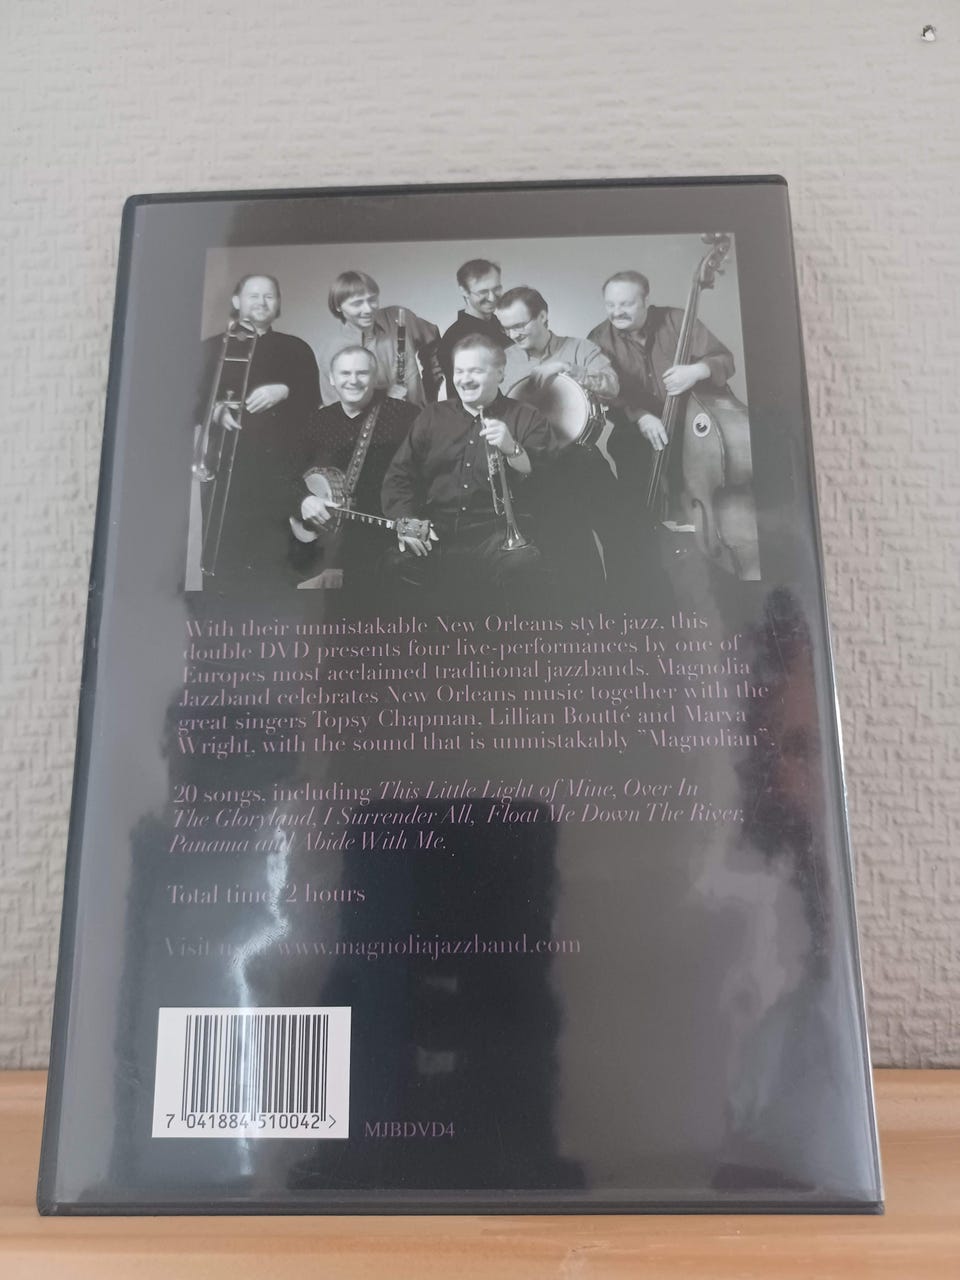 With their unmistakable New Orleans style jazz, this
double DVD presents four live-performances by one of
Europes most acclaimed traditional jazzbands. Magnolia
Jazzband celebrates New Orleans music together with the
great singers Topsy Chapman, Lillian Boutté and Marva
Wright, with the sound that is unmistakably "Magnolian".
20 songs, including This Little Light of Mine, Over In
The Gloryland, I Surrender All, Float Me Down The River,
Panama and Abide With Me.
Total time: 2 hours
Visit us www.magnoliajazzband.com
7 041884 510042 >
MJBDVD4